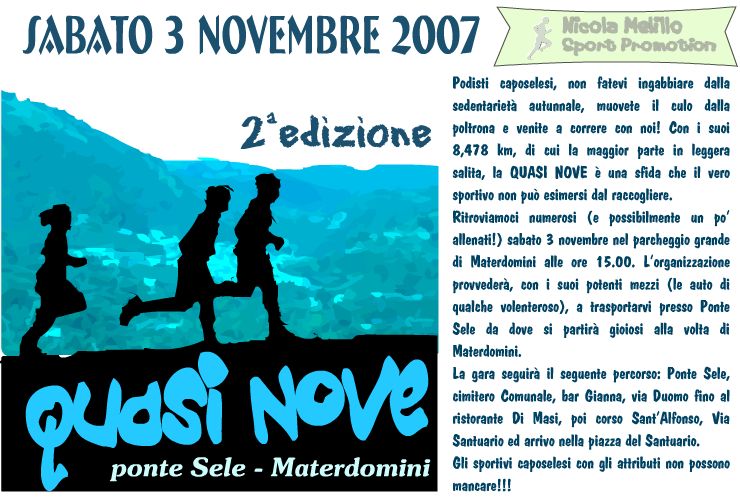 SABATO 3 NOVEMBRE 2007
Nicola Melillo
Sport Promotion
2ª edizione
Podisti caposelesi, non fatevi ingabbiare dalla
sedentarietà autunnale, muovete il culo dalla
poltrona e venite a correre con noi! Con i suoi
8,478 km, di cui la maggior parte in leggera
salita, la QUASI NOVE è una sfida che il vero
sportivo non può esimersi dal raccogliere.
Ritroviamoci numerosi (e possibilmente un po'
allenati!) sabato 3 novembre nel parcheggio grande
di Materdomini alle ore 15.00. L'organizzazione
provvederà, con i suoi potenti mezzi (le auto di
qualche volenteroso), a trasportarvi presso Ponte
Sele da dove si partirà gioiosi alla volta di
Materdomini.
La gara seguirà il seguente percorso: Ponte Sele,
cimitero Comunale, bar Gianna, via Duomo fino al
ristorante Di Masi, poi corso Sant'Alfonso, Via
Santuario ed arrivo nella piazza del Santuario.
Gli sportivi caposelesi con gli attributi non possono
mancare!!!
QUASI NOVE
ponte Sele - Materdomini